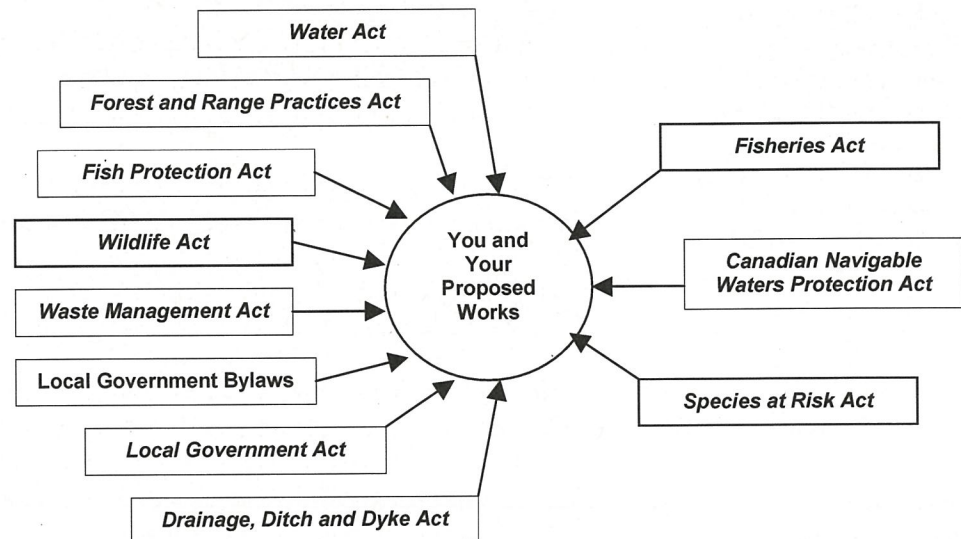 Water Act
Forest and Range Practices Act
Fish Protection Act
Wildlife Act
Waste Management Act
Local Government Bylaws
Local Government Act
Drainage, Ditch and Dyke Act
You and
Your
Proposed
Works
Fisheries Act
Canadian Navigable
Waters Protection Act
Species at Risk Act